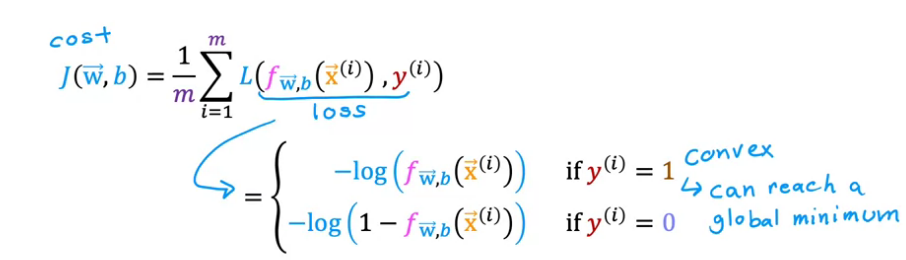 cost
J(w⃗,b) = 1/m ∑_{i=1}^{m} L(f_{w⃗,b}(x⃗^{(i)}), y^{(i)})
loss
= { −log(f_{w⃗,b}(x⃗^{(i)})) if y^{(i)} = 1 convex
↳ can reach a
−log(1 − f_{w⃗,b}(x⃗^{(i)})) if y^{(i)} = 0 global minimum